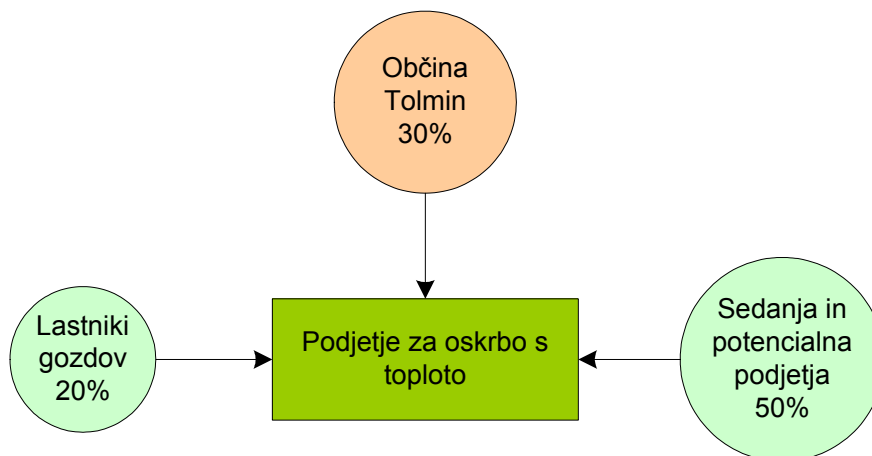 Občina
Tolmin
30%
Lastniki
gozdov
20%
Podjetje za oskrbo s
toploto
Sedanja in
potencialna
podjetja
50%